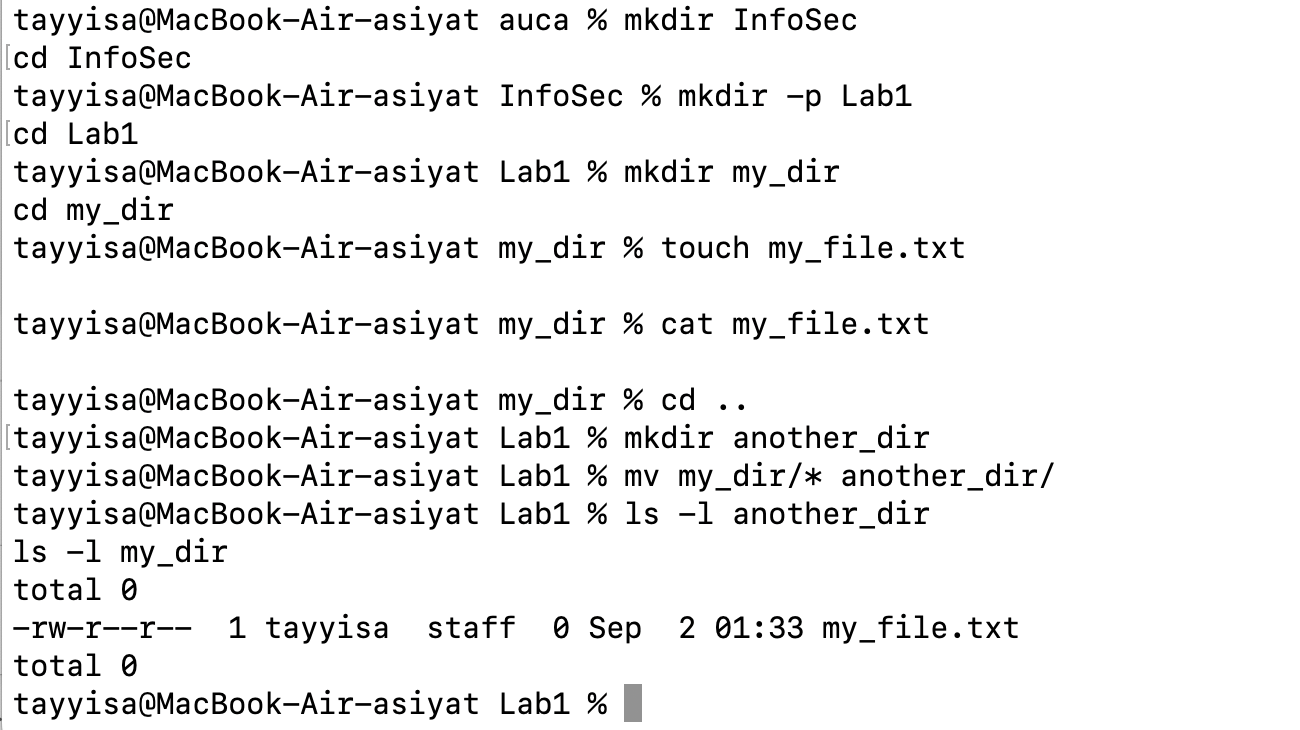 tayyisa@MacBook-Air-asiyat auca % mkdir InfoSec
[cd InfoSec
tayyisa@MacBook-Air-asiyat InfoSec % mkdir -p Lab1
[cd Lab1
tayyisa@MacBook-Air-asiyat Lab1 % mkdir my_dir
cd my_dir
tayyisa@MacBook-Air-asiyat my_dir % touch my_file.txt
tayyisa@MacBook-Air-asiyat my_dir % cat my_file.txt
tayyisa@MacBook-Air-asiyat my_dir % cd ..
[tayyisa@MacBook-Air-asiyat Lab1 % mkdir another_dir
tayyisa@MacBook-Air-asiyat Lab1 % mv my_dir/* another_dir/
tayyisa@MacBook-Air-asiyat Lab1 % ls -l another_dir
ls -l my_dir
total 0
-rw-r--r--  1 tayyisa  staff  0 Sep  2 01:33 my_file.txt
total 0
tayyisa@MacBook-Air-asiyat Lab1 %